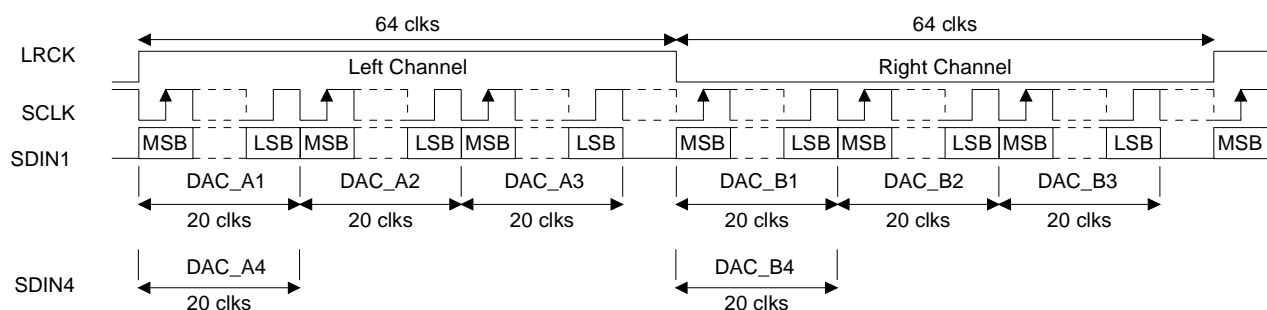 64 clks 64 clks
LRCK Left Channel Right Channel
SCLK
SDIN1 MSB LSB MSB LSB MSB LSB MSB LSB MSB LSB MSB LSB MSB
DAC_A1 DAC_A2 DAC_A3 DAC_B1 DAC_B2 DAC_B3
20 clks 20 clks 20 clks 20 clks 20 clks 20 clks
SDIN4 DAC_A4 DAC_B4
20 clks 20 clks